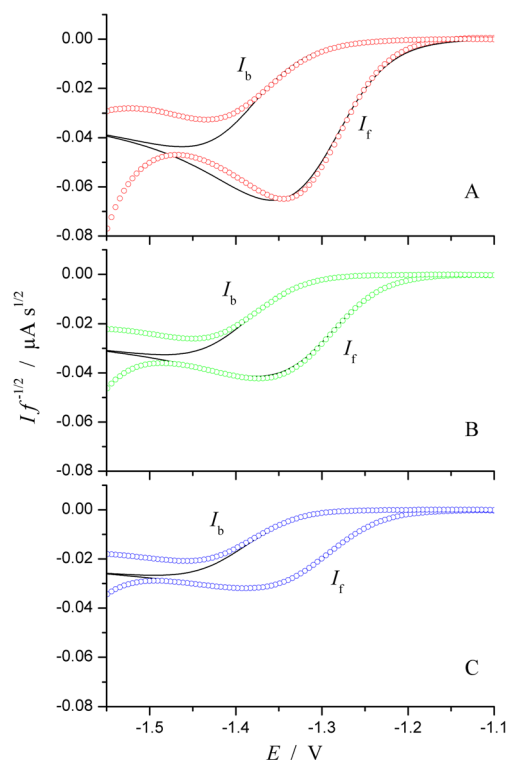 0.00
-0.02
-0.04
-0.06
-0.08
I_b
I_f
A
0.00
-0.02
-0.04
-0.06
-0.08
I_b
I_f
B
0.00
-0.02
-0.04
-0.06
-0.08
I_b
I_f
C
I f^{-1/2} / μA s^{1/2}
-1.5 -1.4 -1.3 -1.2 -1.1
E / V